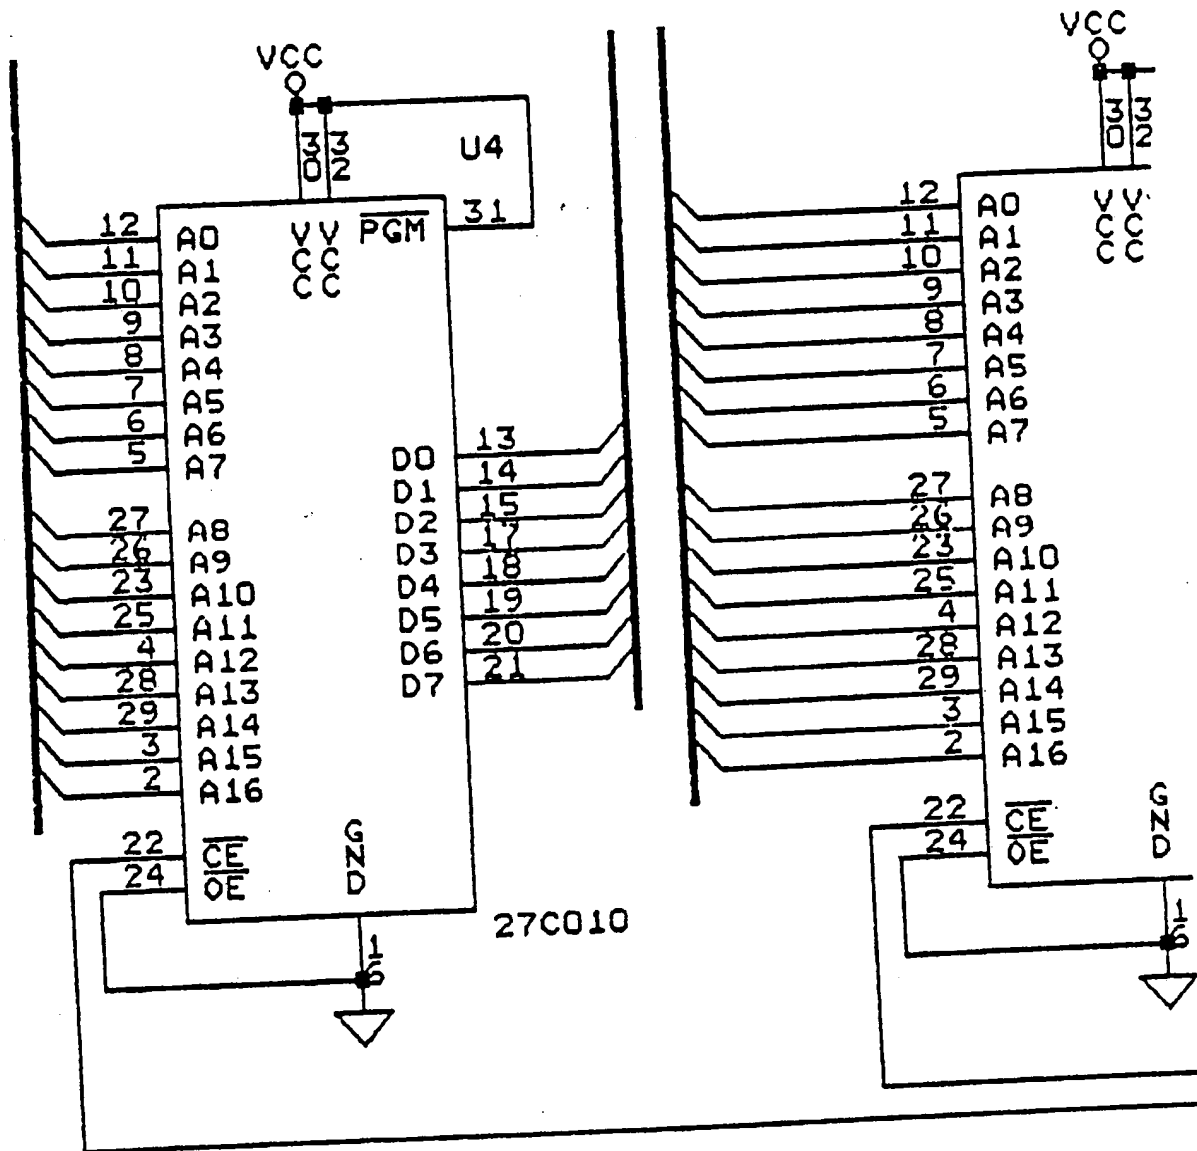 VCC
30
32
U4
VCC
VCC
PGM 31
12 A0
11 A1
10 A2
9 A3
8 A4
7 A5
6 A6
5 A7
27 A8
26 A9
23 A10
25 A11
4 A12
28 A13
29 A14
3 A15
2 A16
22 CE
24 OE
D0 13
D1 14
D2 15
D3 17
D4 18
D5 19
D6 20
D7 21
GND
16
27C010
VCC
30
32
VCC
VCC
12 A0
11 A1
10 A2
9 A3
8 A4
7 A5
6 A6
5 A7
27 A8
26 A9
23 A10
25 A11
4 A12
28 A13
29 A14
3 A15
2 A16
22 CE
24 OE
GND
16